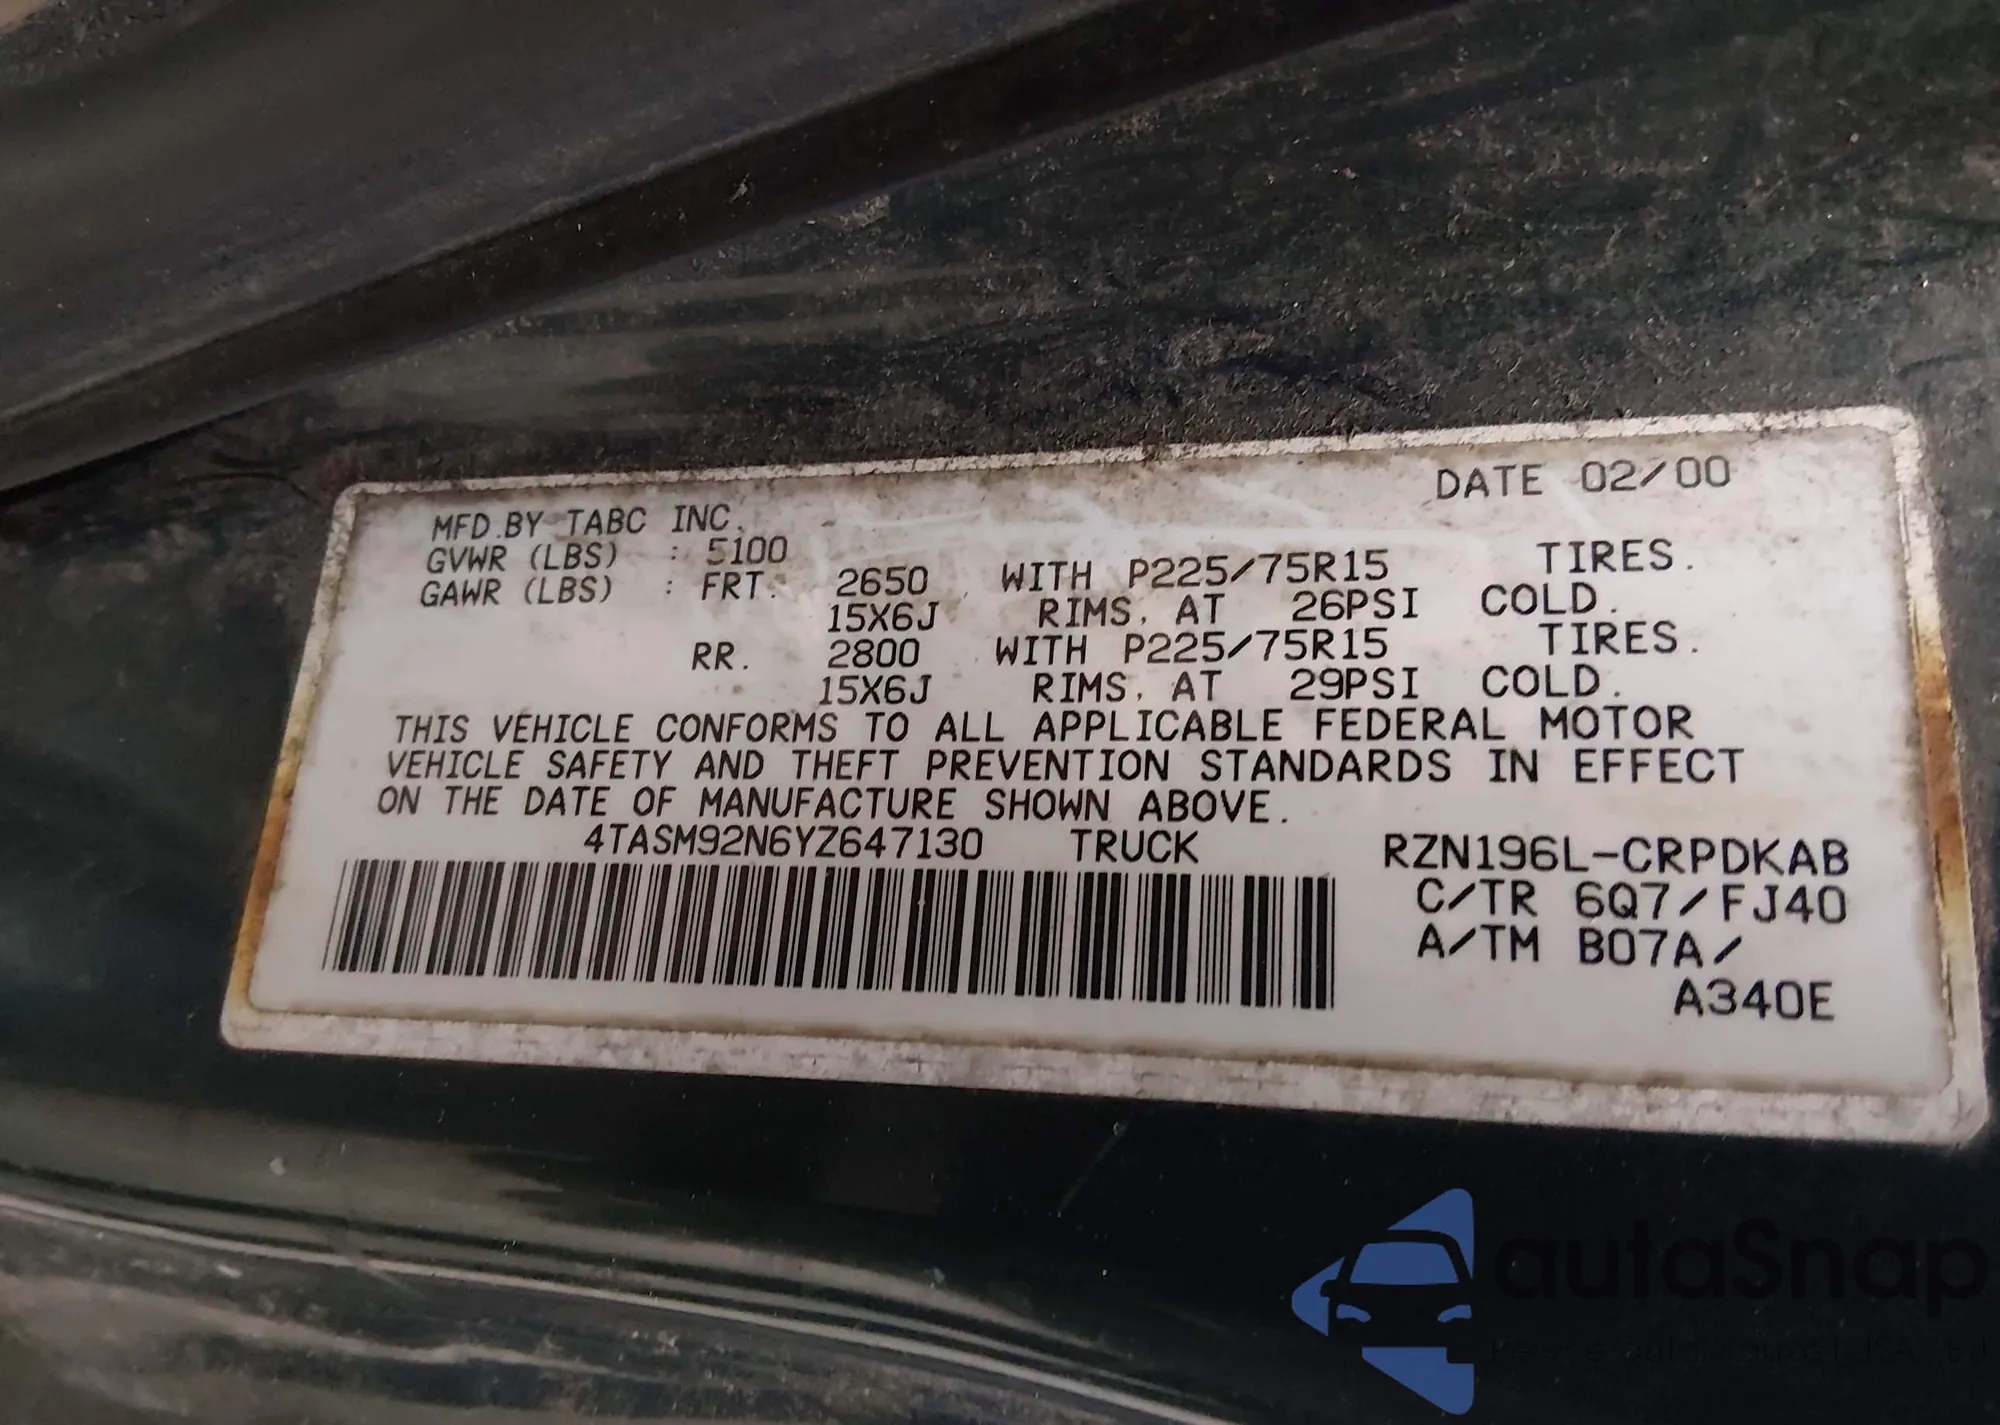 DATE 02/00
MFD.BY TABC INC.
GVWR (LBS) : 5100
GAWR (LBS) : FRT. 2650 WITH P225/75R15 TIRES.
15X6J RIMS, AT 26PSI COLD.
RR. 2800 WITH P225/75R15 TIRES.
15X6J RIMS, AT 29PSI COLD.
THIS VEHICLE CONFORMS TO ALL APPLICABLE FEDERAL MOTOR
VEHICLE SAFETY AND THEFT PREVENTION STANDARDS IN EFFECT
ON THE DATE OF MANUFACTURE SHOWN ABOVE.
4TASM92N6YZ647130 TRUCK RZN196L-CRPDKAB
C/TR 6Q7/FJ40
A/TM B07A/
A340E
autaSnap